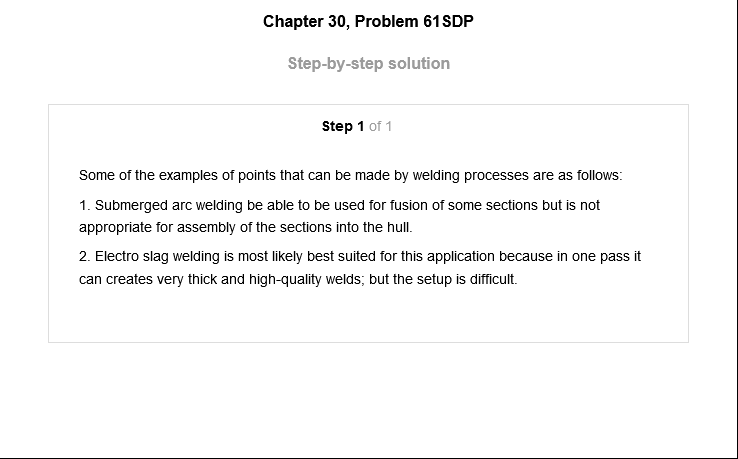 Chapter 30, Problem 61SDP
Step-by-step solution
Step 1 of 1
Some of the examples of points that can be made by welding processes are as follows:
1. Submerged arc welding be able to be used for fusion of some sections but is not
appropriate for assembly of the sections into the hull.
2. Electro slag welding is most likely best suited for this application because in one pass it
can creates very thick and high-quality welds; but the setup is difficult.